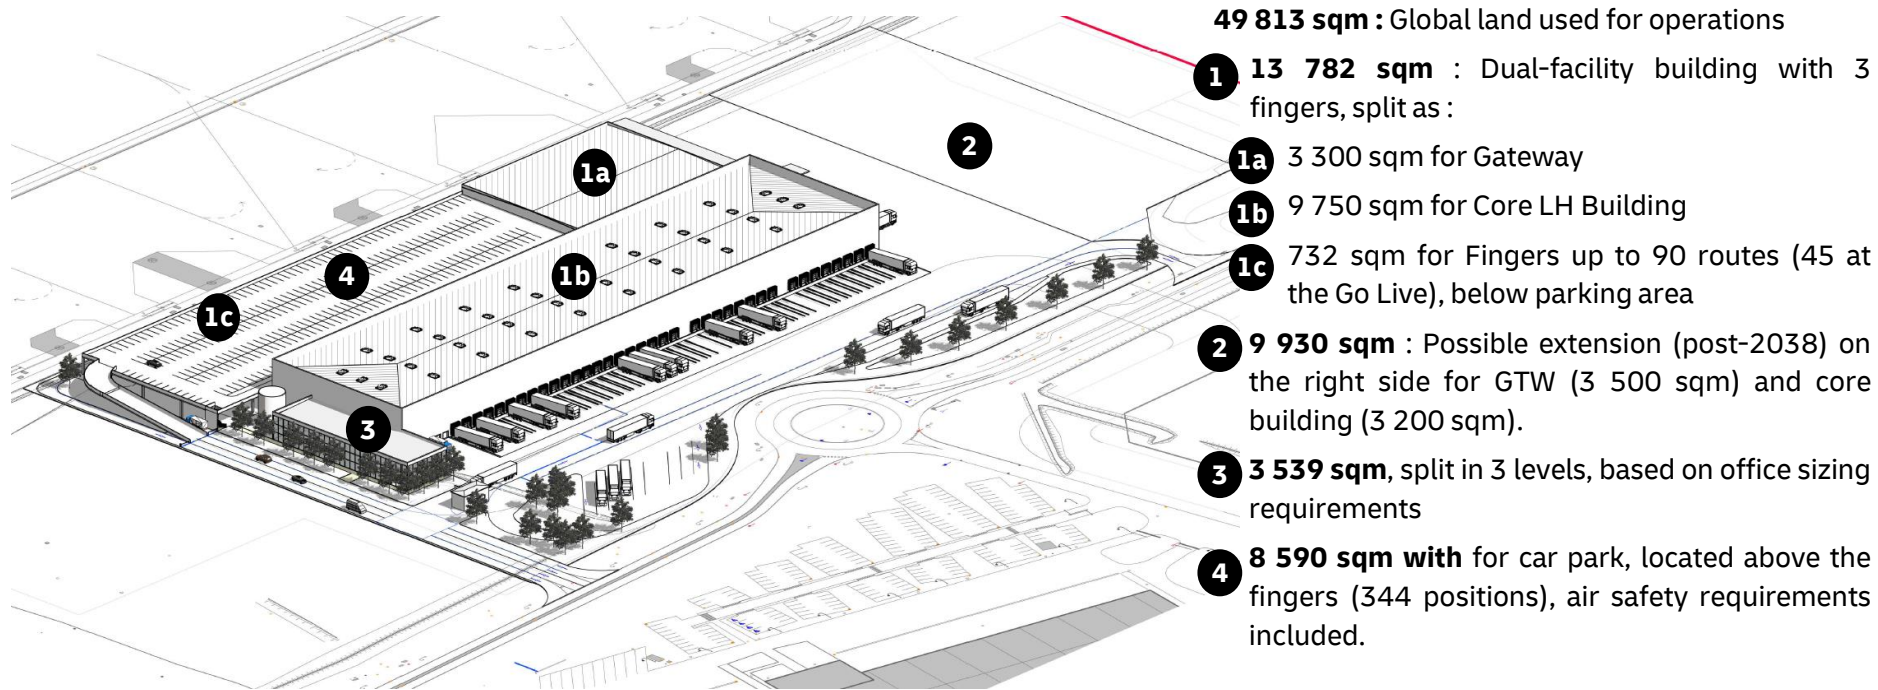 49 813 sqm : Global land used for operations
1 13 782 sqm : Dual-facility building with 3
fingers, split as :
1a 3 300 sqm for Gateway
1b 9 750 sqm for Core LH Building
1c 732 sqm for Fingers up to 90 routes (45 at
the Go Live), below parking area
2 9 930 sqm : Possible extension (post-2038) on
the right side for GTW (3 500 sqm) and core
building (3 200 sqm).
3 3 539 sqm, split in 3 levels, based on office sizing
requirements
4 8 590 sqm with for car park, located above the
fingers (344 positions), air safety requirements
included.
2
1a
4
1b
1c
3